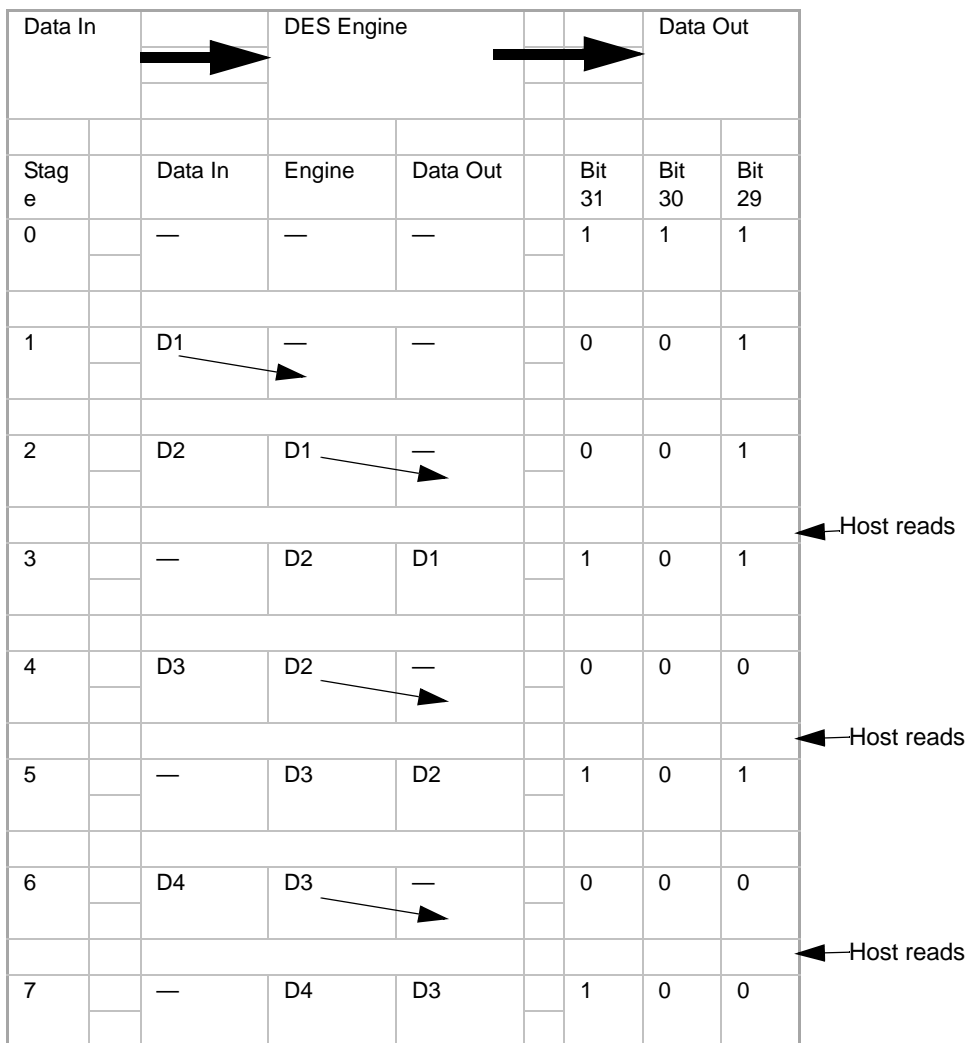 Data In DES Engine Data Out
Stag
e Data In Engine Data Out Bit
31 Bit
30 Bit
29
0 — — — 1 1 1
1 D1 — — 0 0 1
2 D2 D1 — 0 0 1
Host reads
3 — D2 D1 1 0 1
4 D3 D2 — 0 0 0
Host reads
5 — D3 D2 1 0 1
6 D4 D3 — 0 0 0
Host reads
7 — D4 D3 1 0 0